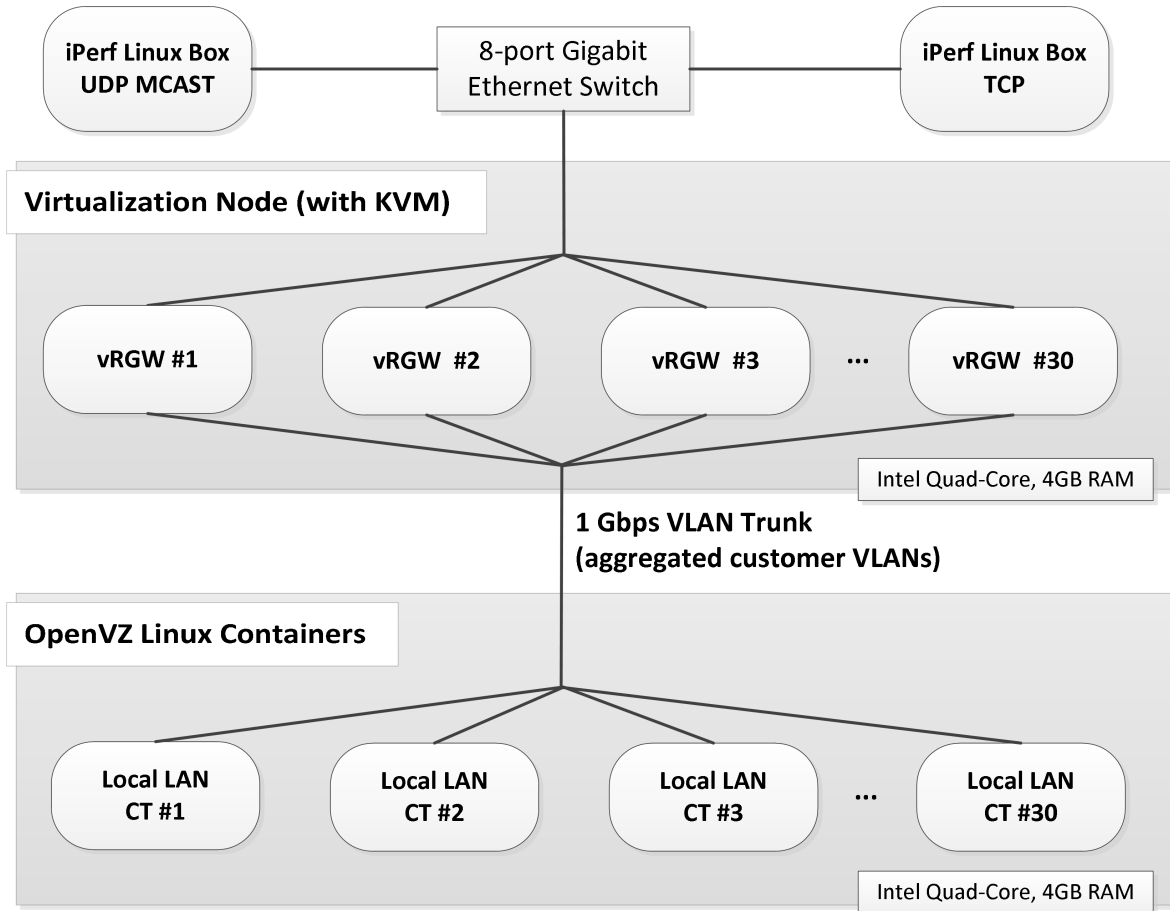 iPerf Linux Box
UDP MCAST
8-port Gigabit
Ethernet Switch
iPerf Linux Box
TCP
Virtualization Node (with KVM)
vRGW #1
vRGW #2
vRGW #3
...
vRGW #30
Intel Quad-Core, 4GB RAM
1 Gbps VLAN Trunk
(aggregated customer VLANs)
OpenVZ Linux Containers
Local LAN
CT #1
Local LAN
CT #2
Local LAN
CT #3
...
Local LAN
CT #30
Intel Quad-Core, 4GB RAM